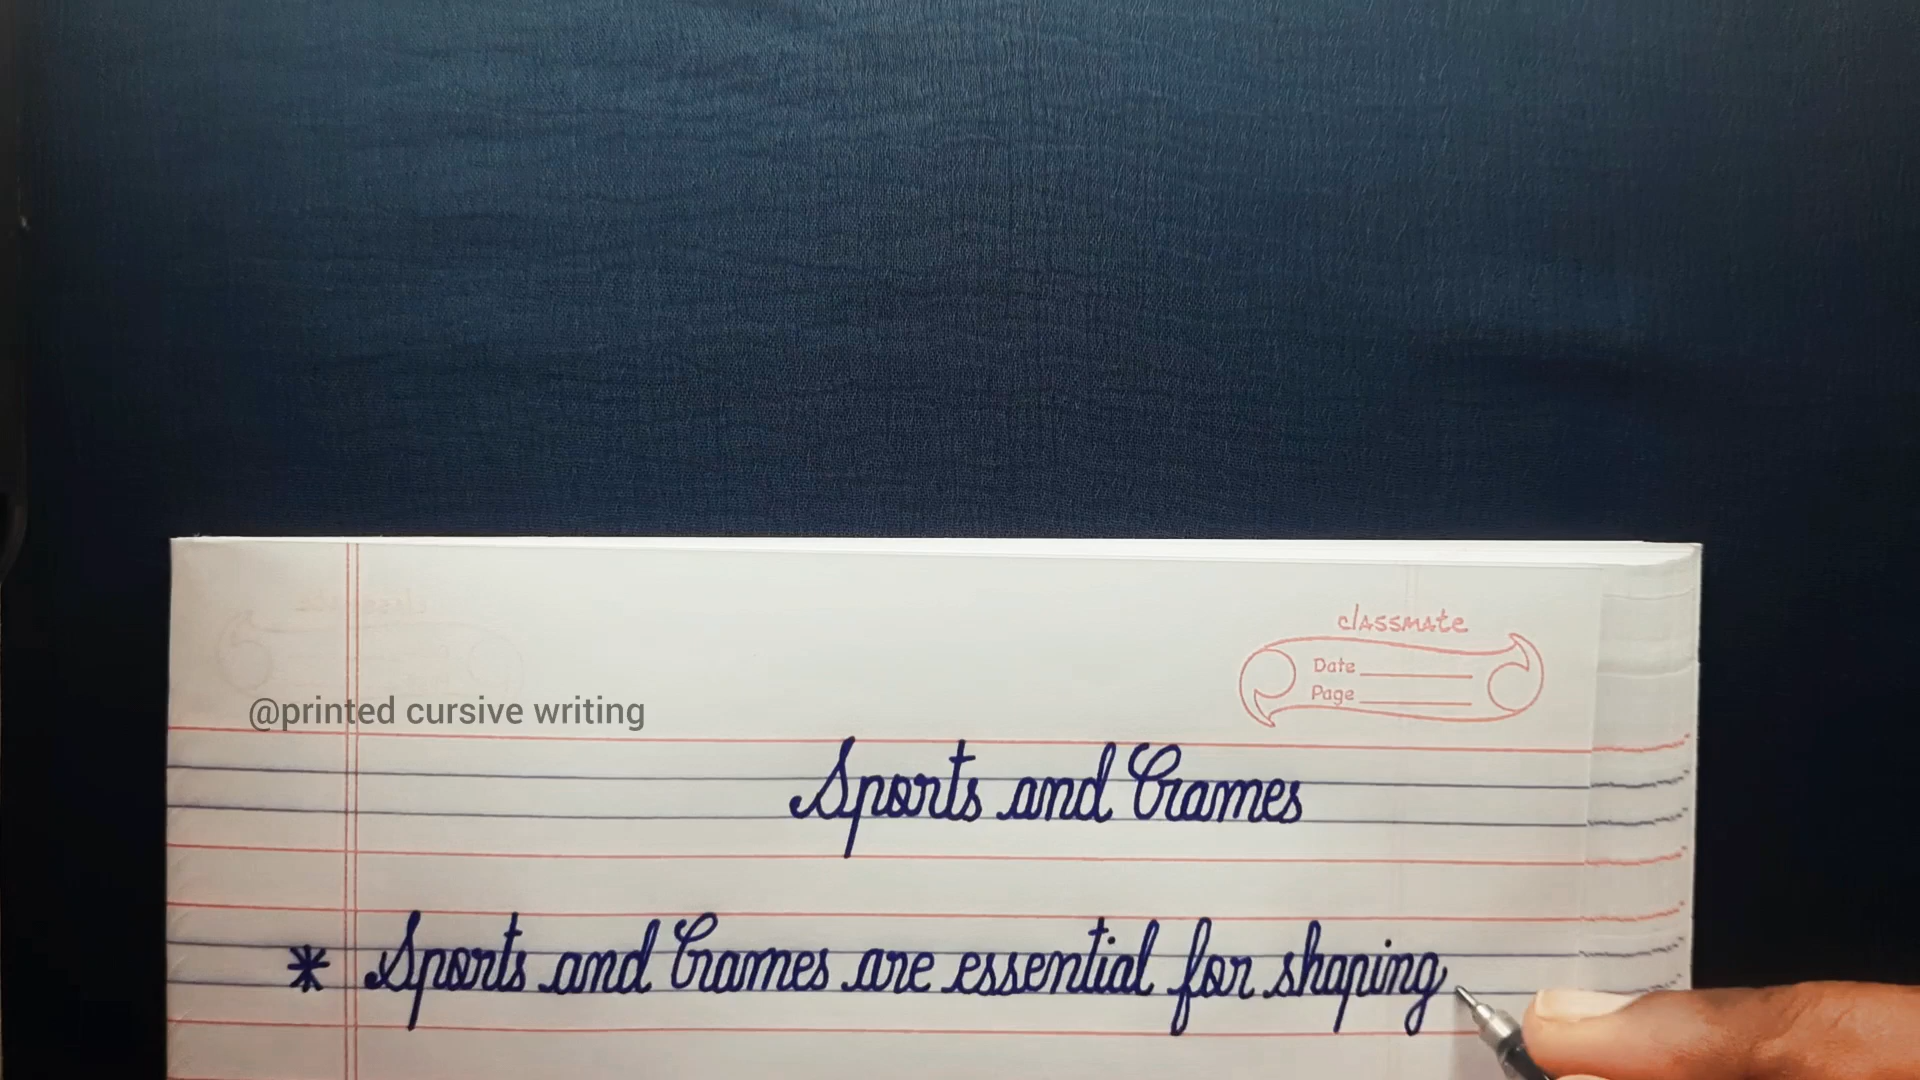 classmate
Date
Page
@printed cursive writing
Sports and Games
* Sports and Games are essential for shaping